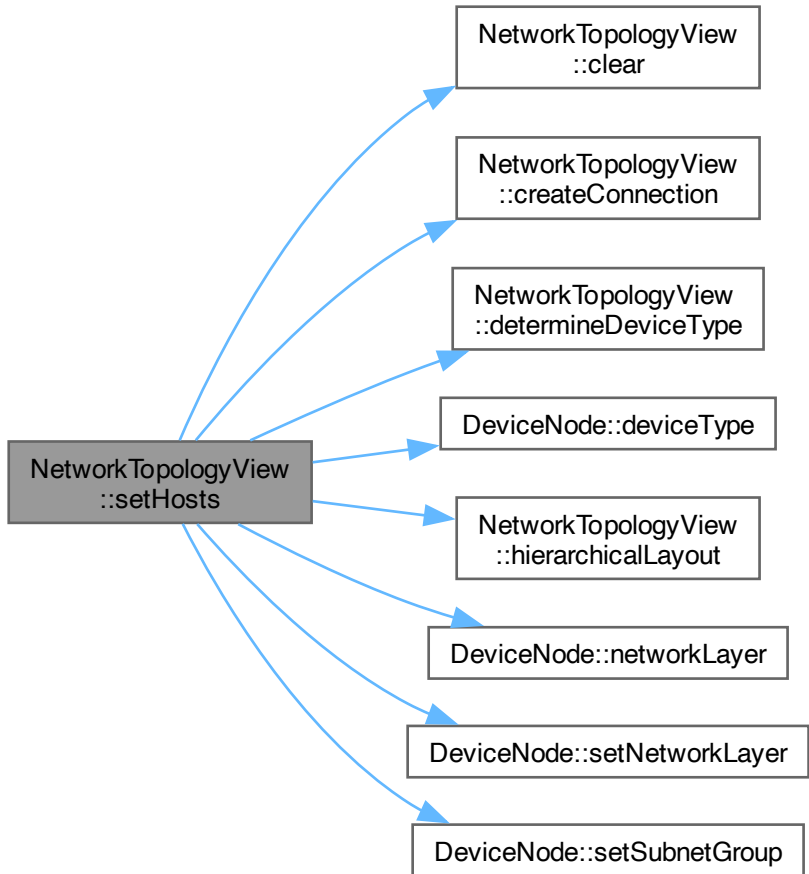 NetworkTopologyView
::clear
NetworkTopologyView
::createConnection
NetworkTopologyView
::determineDeviceType
DeviceNode::deviceType
NetworkTopologyView
::setHosts
NetworkTopologyView
::hierarchicalLayout
DeviceNode::networkLayer
DeviceNode::setNetworkLayer
DeviceNode::setSubnetGroup